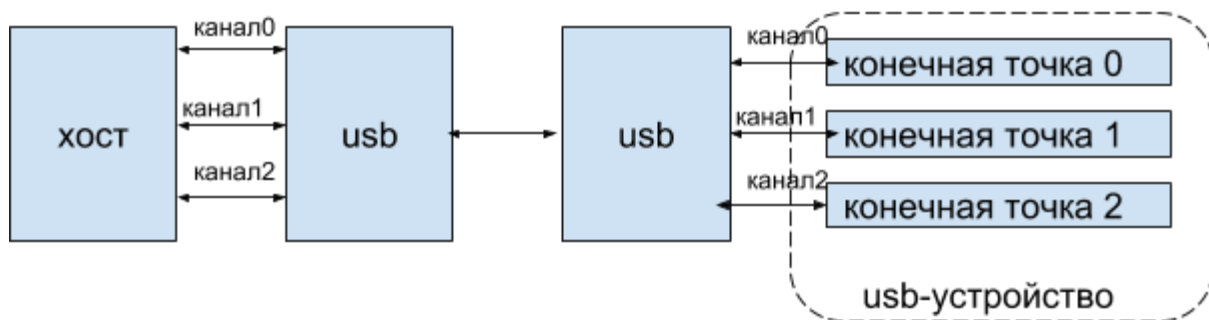 канал0
канал1
канал2
хост
usb
usb
канал0
канал1
канал2
конечная точка 0
конечная точка 1
конечная точка 2
usb-устройство